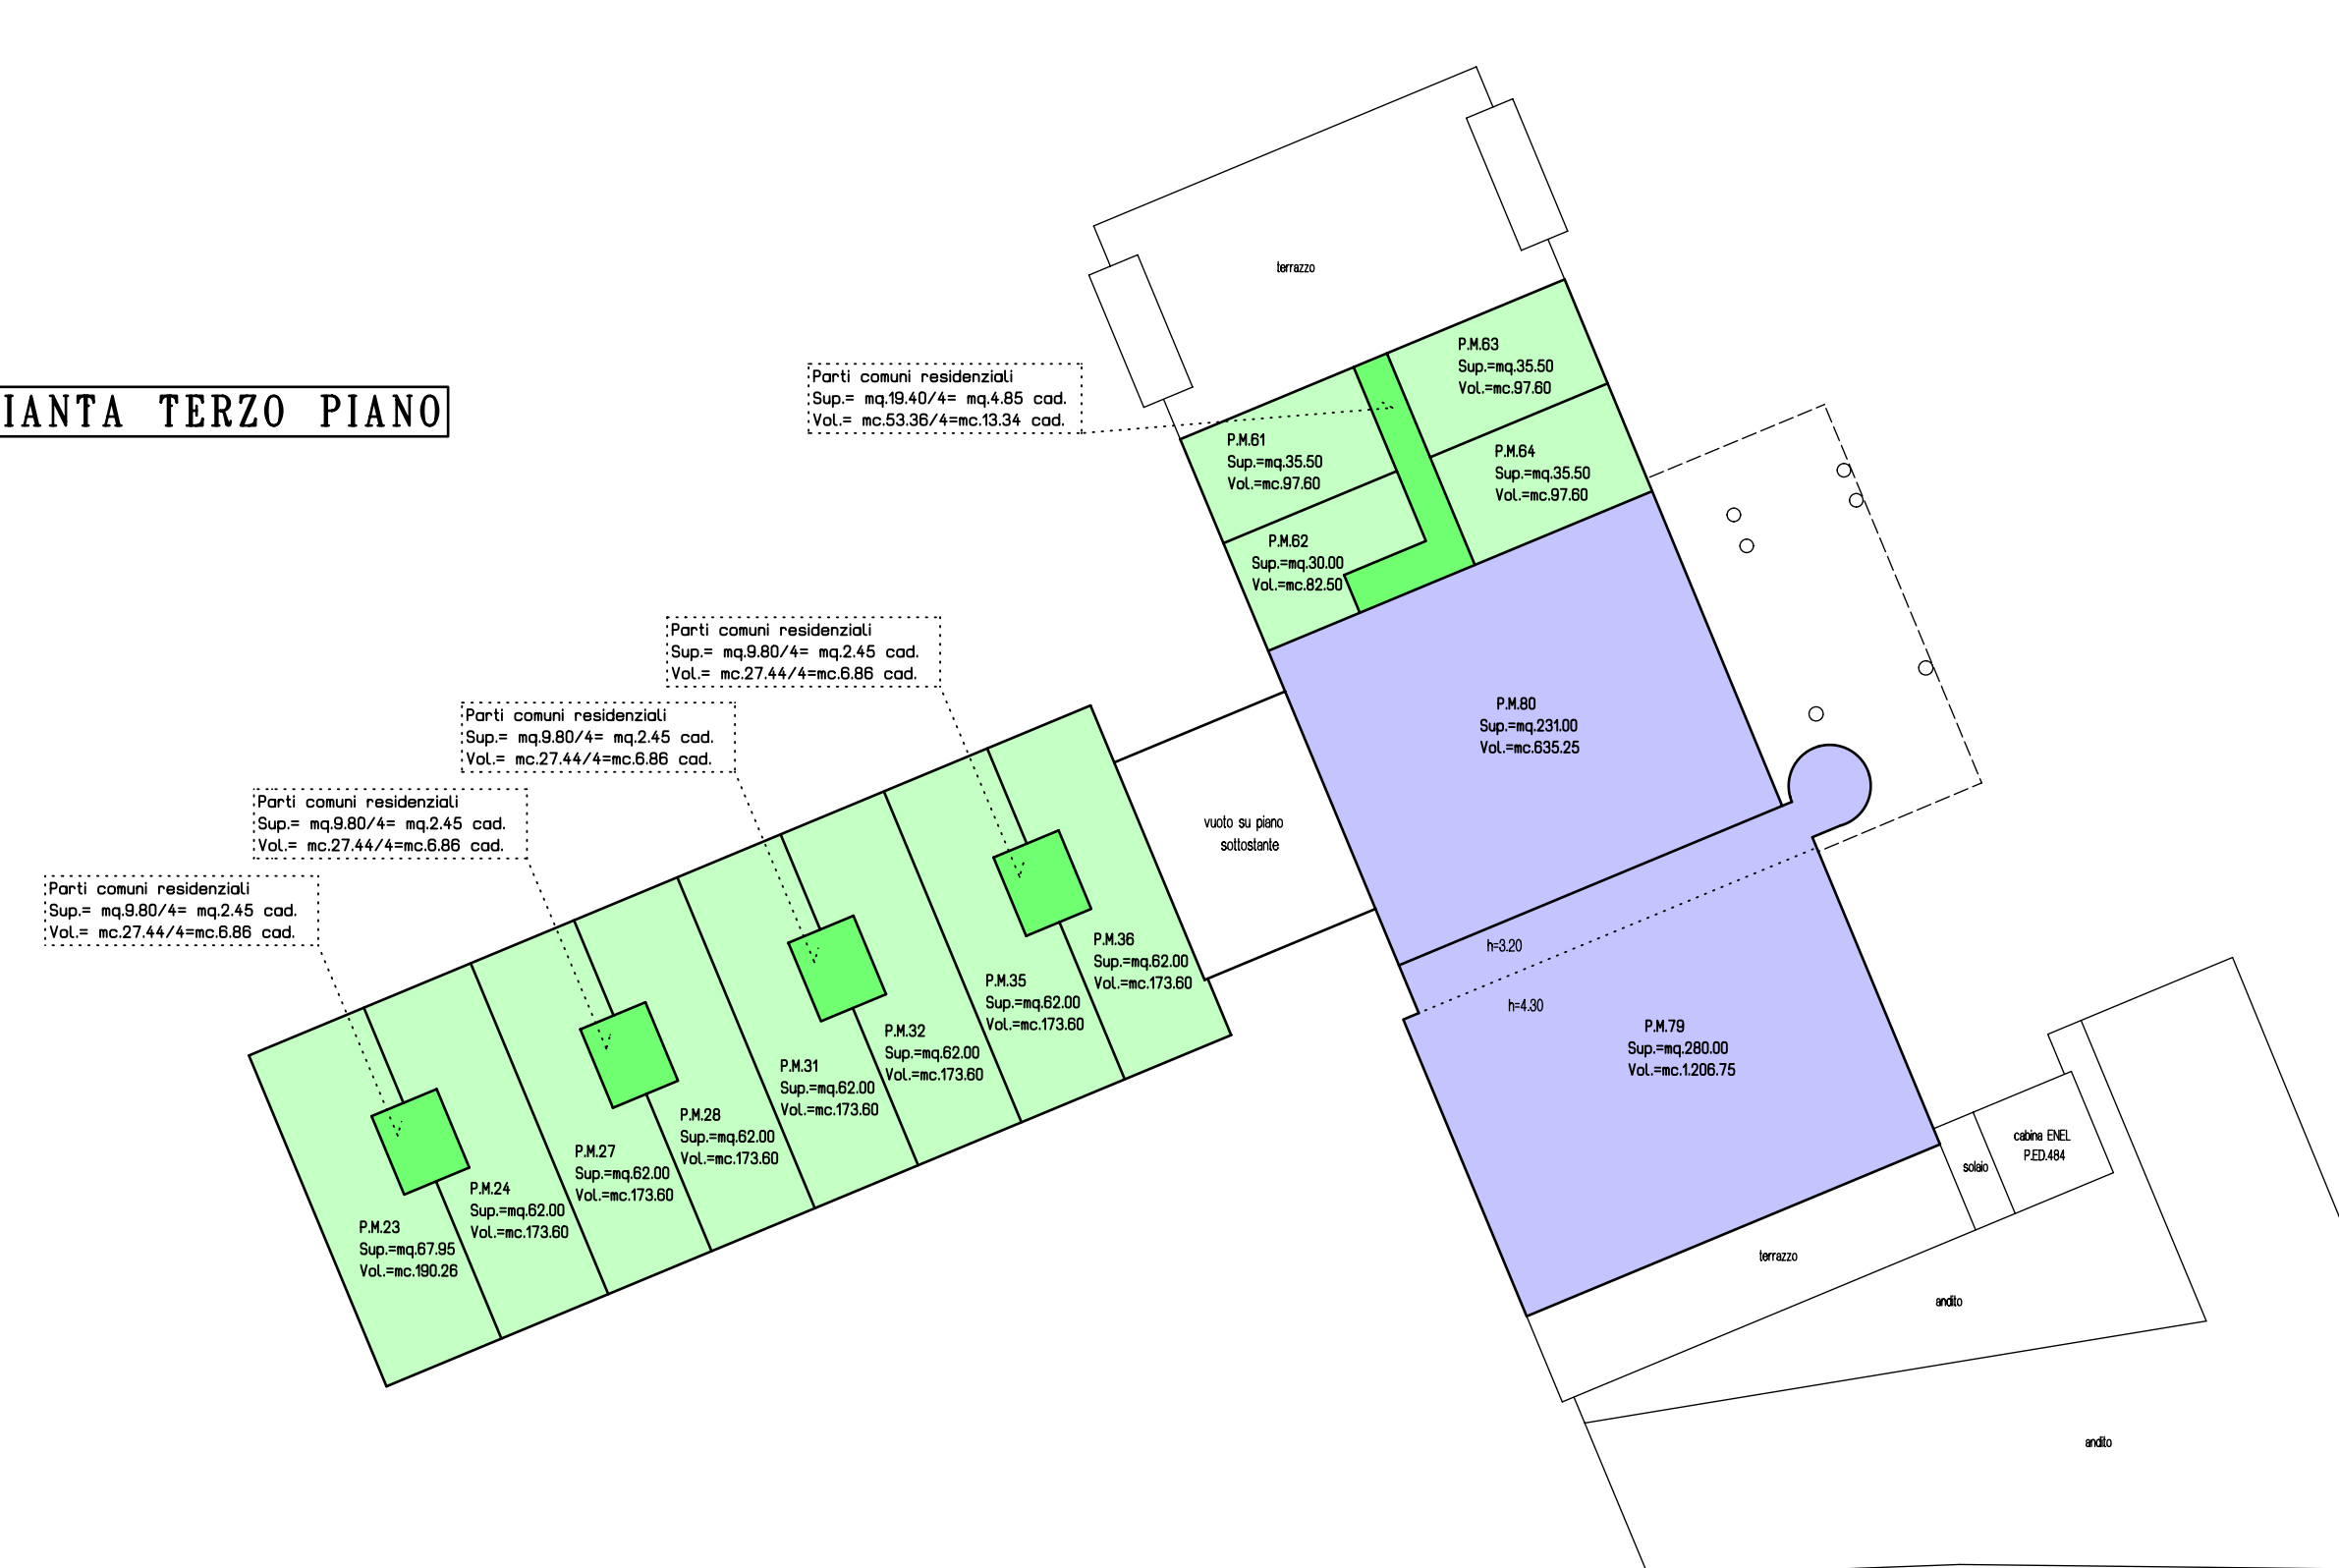 IANTA TERZO PIANO
terrazzo
Parti comuni residenziali
Sup.= mq.19.40/4= mq.4.85 cad.
Vol.= mc.53.36/4=mc.13.34 cad.
P.M.63
Sup.=mq.35.50
Vol.=mc.97.60
P.M.61
Sup.=mq.35.50
Vol.=mc.97.60
P.M.64
Sup.=mq.35.50
Vol.=mc.97.60
P.M.62
Sup.=mq.30.00
Vol.=mc.82.50
Parti comuni residenziali
Sup.= mq.9.80/4= mq.2.45 cad.
Vol.= mc.27.44/4=mc.6.86 cad.
Parti comuni residenziali
Sup.= mq.9.80/4= mq.2.45 cad.
Vol.= mc.27.44/4=mc.6.86 cad.
Parti comuni residenziali
Sup.= mq.9.80/4= mq.2.45 cad.
Vol.= mc.27.44/4=mc.6.86 cad.
Parti comuni residenziali
Sup.= mq.9.80/4= mq.2.45 cad.
Vol.= mc.27.44/4=mc.6.86 cad.
P.M.80
Sup.=mq.231.00
Vol.=mc.635.25
vuoto su piano
sottostante
h=3.20
h=4.30
P.M.79
Sup.=mq.280.00
Vol.=mc.1.206.75
P.M.36
Sup.=mq.62.00
Vol.=mc.173.60
P.M.35
Sup.=mq.62.00
Vol.=mc.173.60
P.M.32
Sup.=mq.62.00
Vol.=mc.173.60
P.M.31
Sup.=mq.62.00
Vol.=mc.173.60
P.M.28
Sup.=mq.62.00
Vol.=mc.173.60
P.M.27
Sup.=mq.62.00
Vol.=mc.173.60
P.M.24
Sup.=mq.62.00
Vol.=mc.173.60
P.M.23
Sup.=mq.67.95
Vol.=mc.190.26
cabina ENEL
P.ED.484
solaio
terrazzo
andito
andito